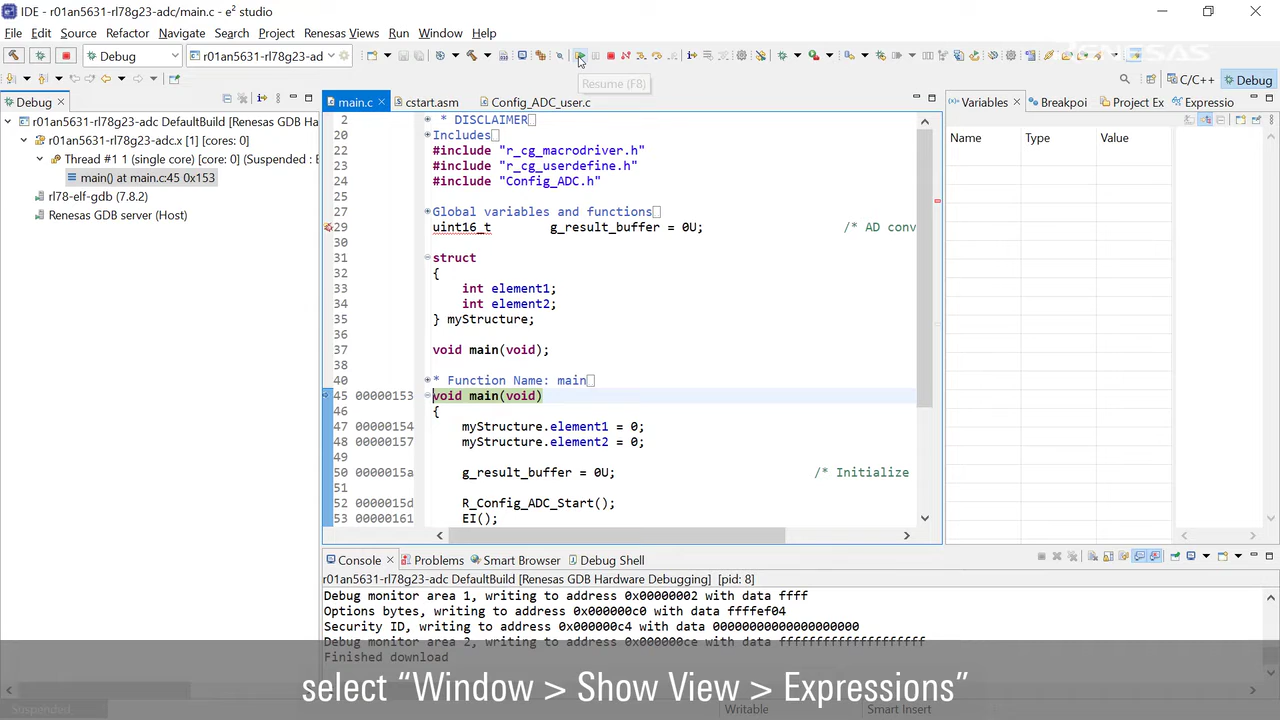 IDE - r01an5631-rl78g23-adc/main.c - e² studio
File Edit Source Refactor Navigate Search Project Renesas Views Run Window Help
Debug r01an5631-rl78g23-ad
Resume (F8)
C/C++ Debug
Debug
r01an5631-rl78g23-adc DefaultBuild [Renesas GDB H
r01an5631-rl78g23-adc.x [1] [cores: 0]
Thread #1 1 (single core) [core: 0] (Suspended : E
main() at main.c:45 0x153
rl78-elf-gdb (7.8.2)
Renesas GDB server (Host)
main.c cstart.asm Config_ADC_user.c
2 * DISCLAIMER
20 Includes
22 #include "r_cg_macrodriver.h"
23 #include "r_cg_userdefine.h"
24 #include "Config_ADC.h"
25
27 Global variables and functions
29 uint16_t g_result_buffer = 0U; /* AD conv
30
31 struct
32 {
33 int element1;
34 int element2;
35 } myStructure;
36
37 void main(void);
38
40 * Function Name: main
45 00000153 void main(void)
46 {
47 00000154 myStructure.element1 = 0;
48 00000157 myStructure.element2 = 0;
49
50 0000015a g_result_buffer = 0U; /* Initialize
51
52 0000015d R_Config_ADC_Start();
53 00000161 EI();
Variables Breakpoi Project Ex Expressio
Name Type Value
Console Problems Smart Browser Debug Shell
r01an5631-rl78g23-adc DefaultBuild [Renesas GDB Hardware Debugging] [pid: 8]
Debug monitor area 1, writing to address 0x00000002 with data ffff
Options bytes, writing to address 0x000000c0 with data ffffef04
Security ID, writing to address 0x000000c4 with data 00000000000000000000
Debug monitor area 2, writing to address 0x000000ce with data ffffffffffffffffffff
Finished download
select “Window > Show View > Expressions”
Suspended Writable Smart Insert